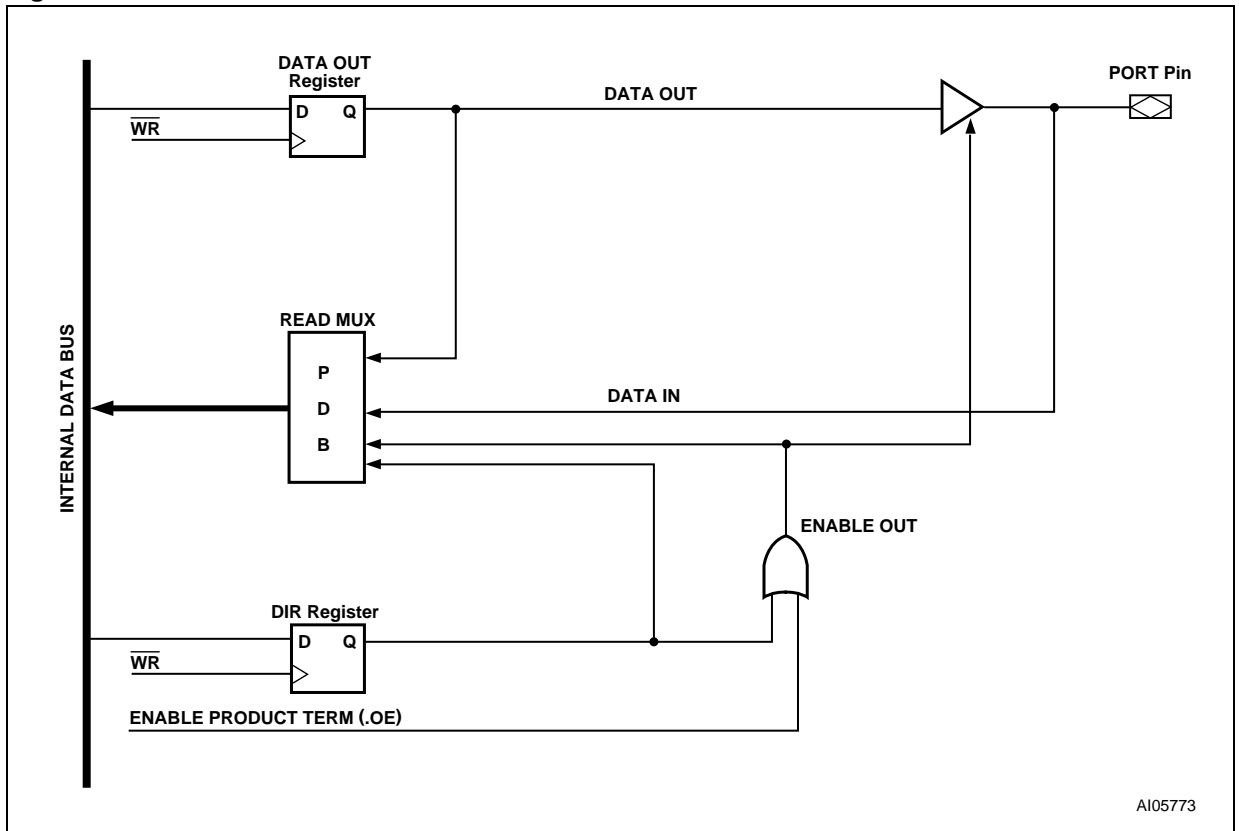 DATA OUT
Register
PORT Pin
DATA OUT
D Q
WR
READ MUX
P
D
B
DATA IN
INTERNAL DATA BUS
ENABLE OUT
DIR Register
D Q
WR
ENABLE PRODUCT TERM (.OE)
AI05773